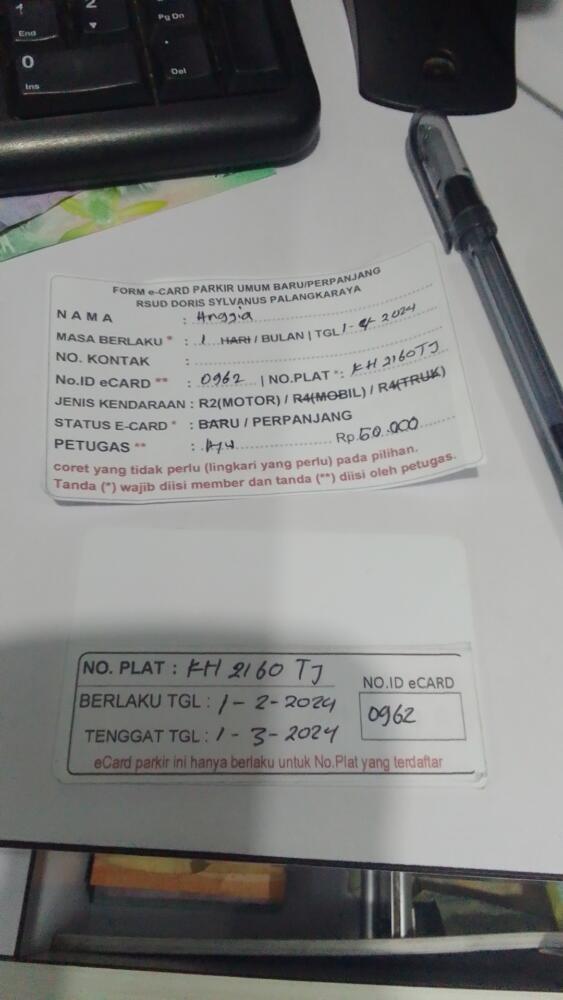 1
End
2
Pg Dn
0
Ins
.
Del
FORM e-CARD PARKIR UMUM BARU/PERPANJANG
RSUD DORIS SYLVANUS PALANGKARAYA
NAMA : Anggia
MASA BERLAKU * : 1 HARI / BULAN | TGL 1-2-2024
NO. KONTAK :
No.ID eCARD ** : 0962 | NO.PLAT *: KH 2160 TJ
JENIS KENDARAAN : R2(MOTOR) / R4(MOBIL) / R4(TRUK)
STATUS E-CARD * : BARU / PERPANJANG
PETUGAS ** : Rp.50.000
coret yang tidak perlu (lingkari yang perlu) pada pilihan.
Tanda (*) wajib diisi member dan tanda (**) diisi oleh petugas.
NO. PLAT : KH 2160 TJ
BERLAKU TGL : 1-2-2024
TENGGAT TGL : 1-3-2024
NO.ID eCARD
0962
eCard parkir ini hanya berlaku untuk No.Plat yang terdaftar